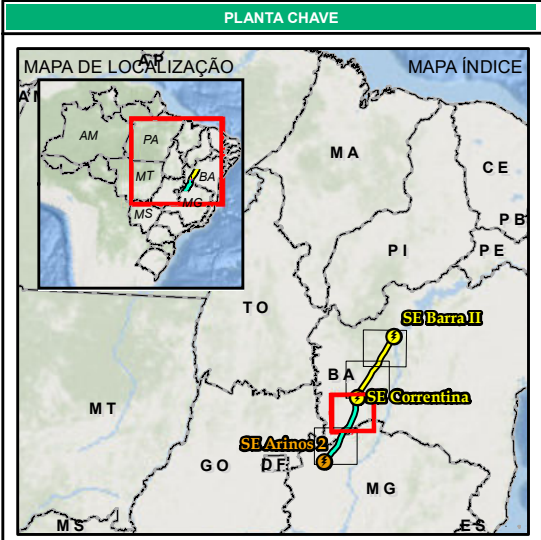 PLANTA CHAVE
MAPA DE LOCALIZAÇÃO
MAPA ÍNDICE
AP
AM
PA
MT
BA
MG
MS
MA
CE
PB
PI
PE
TO
SE Barra II
BA
SE Correntina
MT
SE Arinos 2
GO
DF
MG
MS
ES